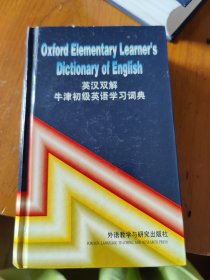 Oxford Elementary Learner's
Dictionary of English
英汉双解
牛津初级英语学习词典
外语教学与研究出版社
FOREIGN LANGUAGE TEACHING AND RESEARCH PRESS